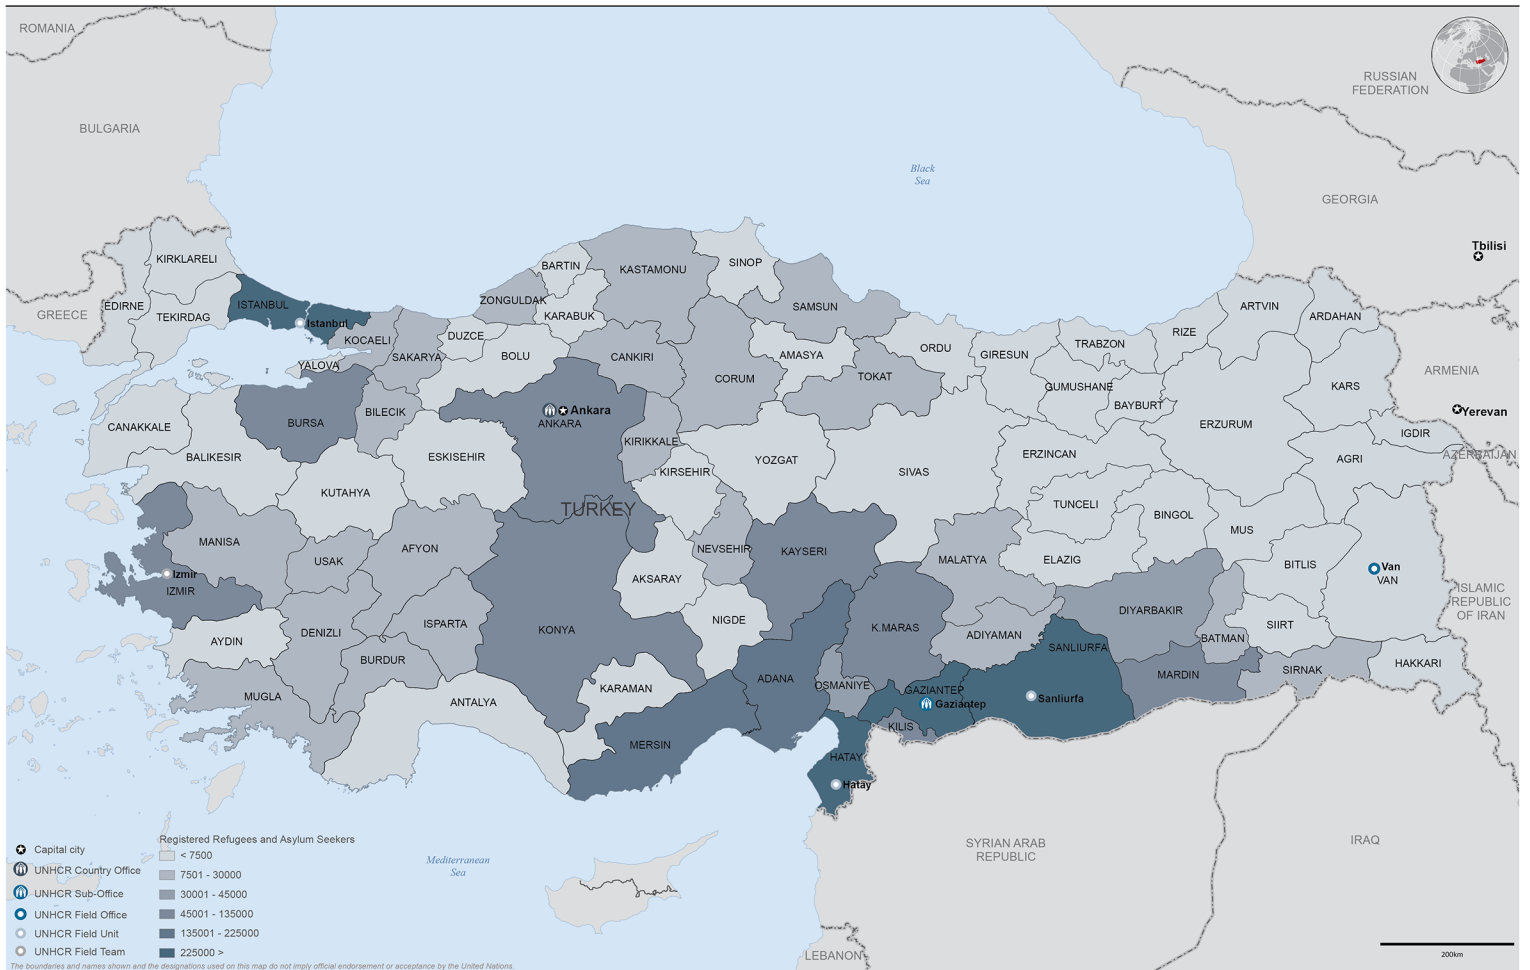 ROMANIA
RUSSIAN
FEDERATION
BULGARIA
Black
Sea
GEORGIA
Tbilisi
KIRKLARELI
BARTIN
KASTAMONU
SINOP
EDIRNE
ISTANBUL
ZONGULDAK
SAMSUN
ARTVIN
GREECE
TEKIRDAG
Istanbul
KARABUK
ARDAHAN
KOCAELI
DUZCE
RIZE
TRABZON
YALOVA
SAKARYA
BOLU
CANKIRI
AMASYA
ORDU
GIRESUN
ARMENIA
CORUM
TOKAT
GUMUSHANE
KARS
BILECIK
Ankara
BAYBURT
Yerevan
CANAKKALE
BURSA
ANKARA
ERZURUM
IGDIR
KIRIKKALE
BALIKESIR
ESKISEHIR
YOZGAT
ERZINCAN
AGRI
AZERBAIJAN
KIRSEHIR
SIVAS
KUTAHYA
TURKEY
TUNCELI
BINGOL
MUS
MANISA
AFYON
NEVSEHIR
KAYSERI
USAK
MALATYA
ELAZIG
BITLIS
Izmir
AKSARAY
Van
VAN
IZMIR
ISLAMIC
REPUBLIC
OF IRAN
DIYARBAKIR
ISPARTA
NIGDE
K.MARAS
SIIRT
AYDIN
DENIZLI
KONYA
ADIYAMAN
BATMAN
SANLIURFA
BURDUR
HAKKARI
ADANA
MARDIN
SIRNAK
MUGLA
KARAMAN
OSMANIYE
GAZIANTEP
Gaziantep
Sanliurfa
ANTALYA
KILIS
MERSIN
HATAY
Hatay
SYRIAN ARAB
REPUBLIC
IRAQ
Mediterranean
Sea
LEBANON
Capital city
UNHCR Country Office
UNHCR Sub-Office
UNHCR Field Office
UNHCR Field Unit
UNHCR Field Team
Registered Refugees and Asylum Seekers
< 7500
7501 - 30000
30001 - 45000
45001 - 135000
135001 - 225000
225000 >
200km
The boundaries and names shown and the designations used on this map do not imply official endorsement or acceptance by the United Nations.